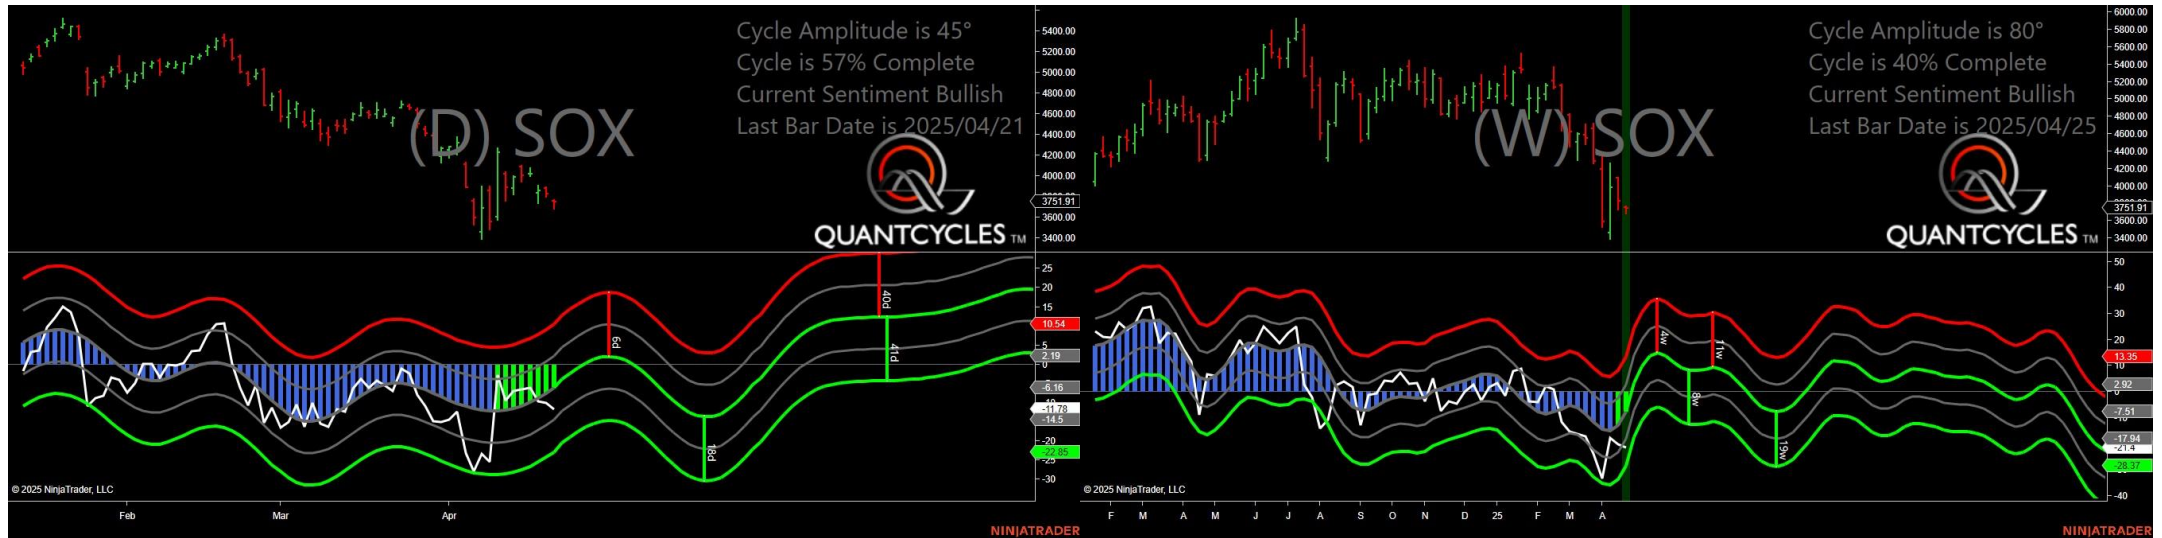 Cycle Amplitude is 45°
Cycle is 57% Complete
Current Sentiment Bullish
Last Bar Date is 2025/04/21
(D) SOX
QUANTCYCLES TM
5400.00
5200.00
5000.00
4800.00
4600.00
4400.00
4200.00
4000.00
3751.91
3600.00
3400.00
25
20
15
10.54
5
2.19
0
-6.16
-11.78
-14.5
-20
-22.85
-25
-30
6d
18d
40d
41d
© 2025 NinjaTrader, LLC
Feb Mar Apr
NINJATRADER
Cycle Amplitude is 80°
Cycle is 40% Complete
Current Sentiment Bullish
Last Bar Date is 2025/04/25
(W) SOX
QUANTCYCLES TM
6000.00
5800.00
5600.00
5400.00
5200.00
5000.00
4800.00
4600.00
4400.00
4200.00
4000.00
3751.91
3600.00
3400.00
50
40
30
20
13.35
10
2.92
0
-7.51
-17.94
-21.4
-28.37
-40
4w
8w
11w
19w
© 2025 NinjaTrader, LLC
F M A M J J A S O N D 25 F M A
NINJATRADER